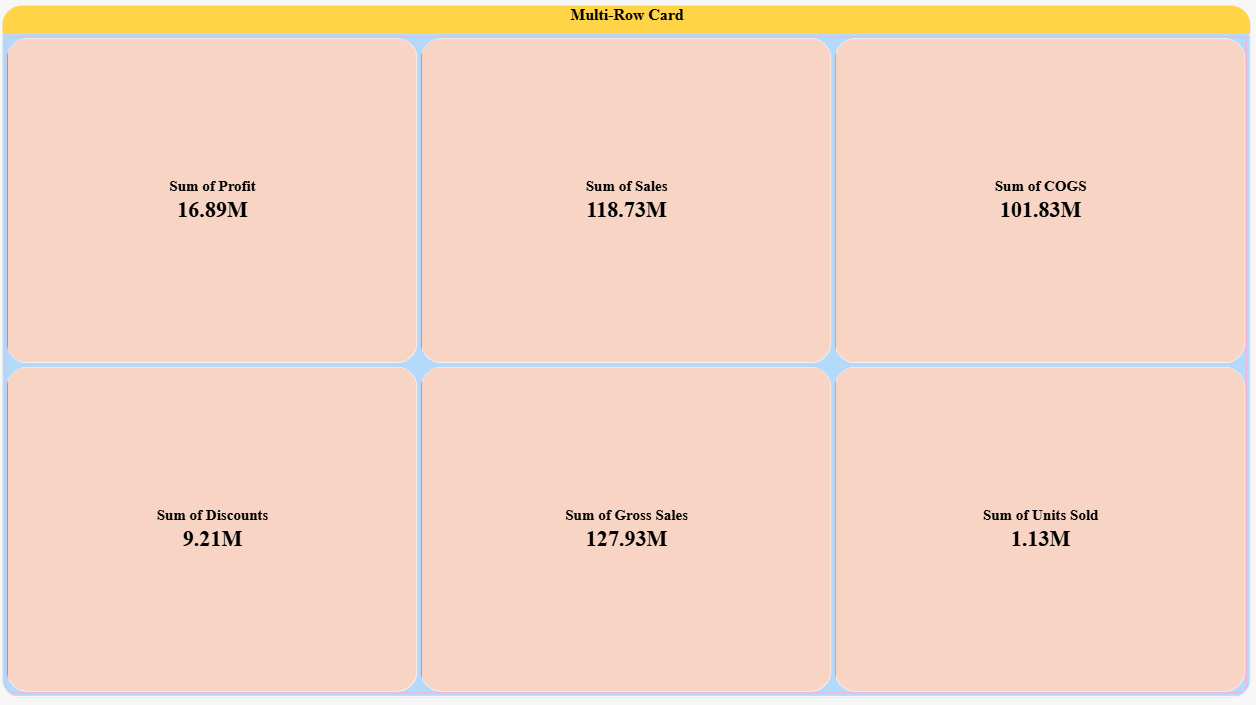 Multi-Row Card
Sum of Profit
16.89M
Sum of Sales
118.73M
Sum of COGS
101.83M
Sum of Discounts
9.21M
Sum of Gross Sales
127.93M
Sum of Units Sold
1.13M